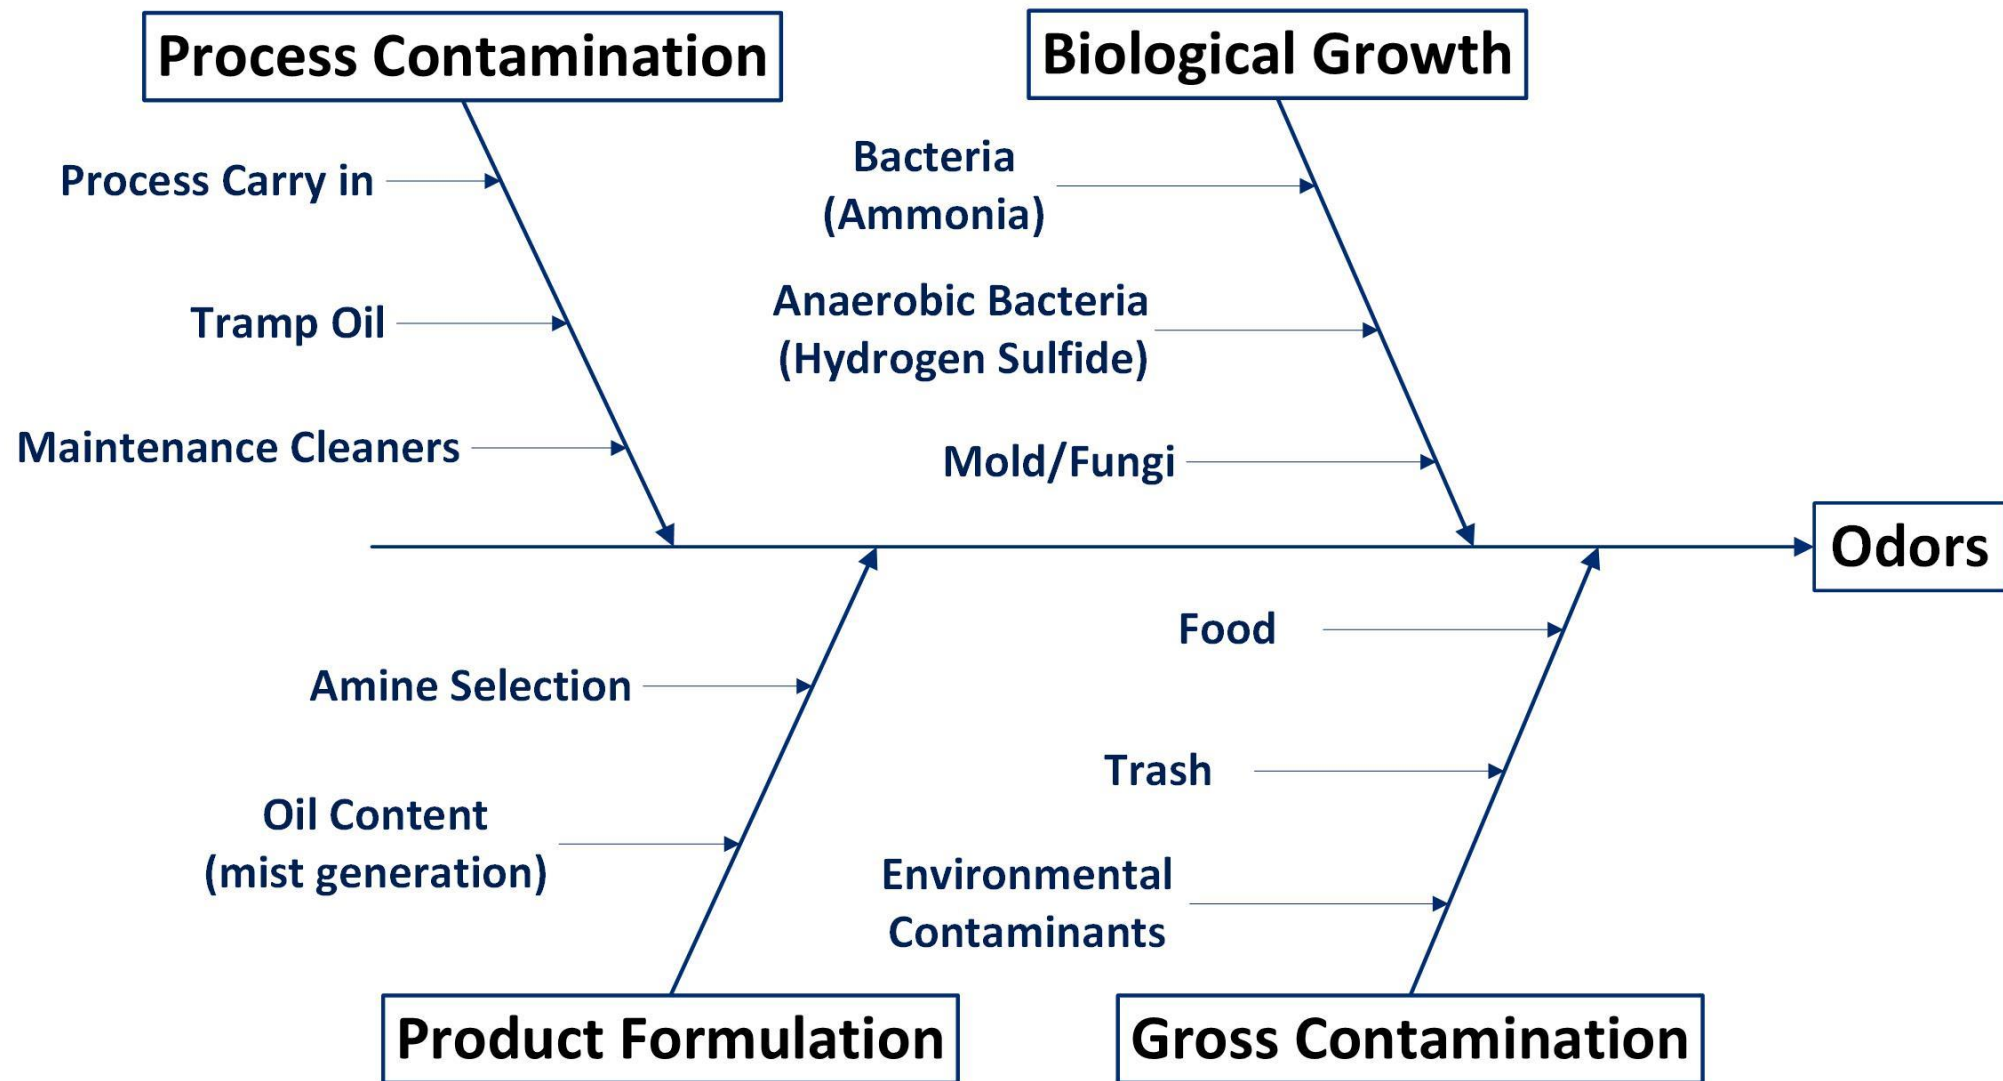 Process Contamination
Biological Growth
Process Carry in
Tramp Oil
Maintenance Cleaners
Bacteria
(Ammonia)
Anaerobic Bacteria
(Hydrogen Sulfide)
Mold/Fungi
Odors
Amine Selection
Oil Content
(mist generation)
Food
Trash
Environmental
Contaminants
Product Formulation
Gross Contamination